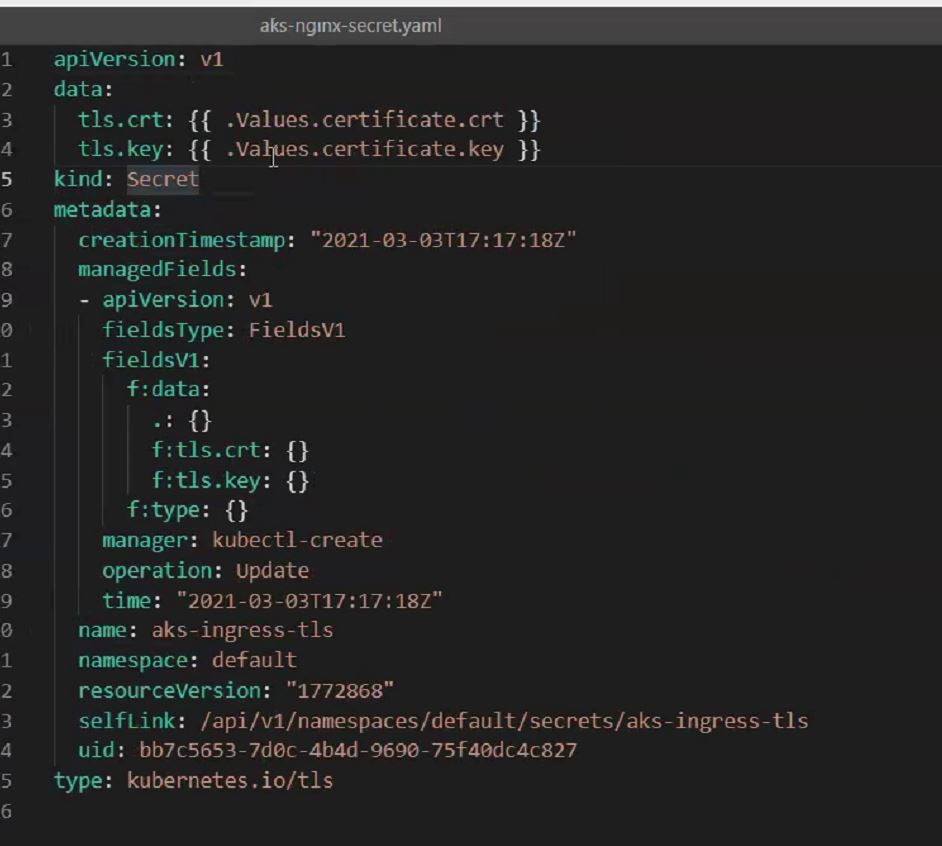 aks-nginx-secret.yaml
1 apiVersion: v1
2 data:
3 tls.crt: {{ .Values.certificate.crt }}
4 tls.key: {{ .Values.certificate.key }}
5 kind: Secret
6 metadata:
7 creationTimestamp: "2021-03-03T17:17:18Z"
8 managedFields:
9 - apiVersion: v1
0 fieldsType: FieldsV1
1 fieldsV1:
2 f:data:
3 .: {}
4 f:tls.crt: {}
5 f:tls.key: {}
6 f:type: {}
7 manager: kubectl-create
8 operation: Update
9 time: "2021-03-03T17:17:18Z"
0 name: aks-ingress-tls
1 namespace: default
2 resourceVersion: "1772868"
3 selfLink: /api/v1/namespaces/default/secrets/aks-ingress-tls
4 uid: bb7c5653-7d0c-4b4d-9690-75f40dc4c827
5 type: kubernetes.io/tls
6